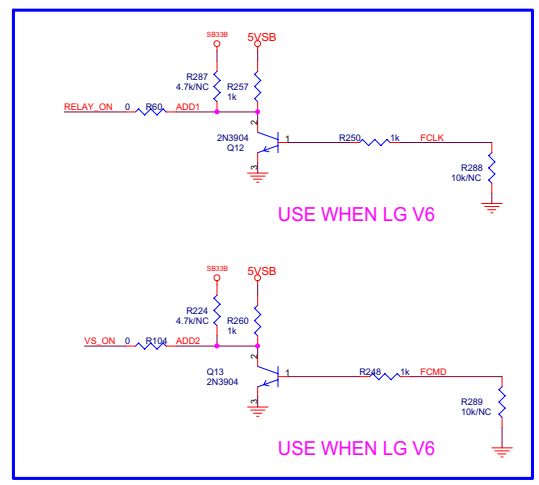 SB33B
5VSB
R287
4.7k/NC
R257
1k
RELAY_ON 0 R60 ADD1
2
2N3904
Q12
1
R250 1k FCLK
3
R288
10k/NC
USE WHEN LG V6
SB33B
5VSB
R224
4.7k/NC
R260
1k
VS_ON 0 R104 ADD2
2
Q13
2N3904
1
R248 1k FCMD
3
R289
10k/NC
USE WHEN LG V6